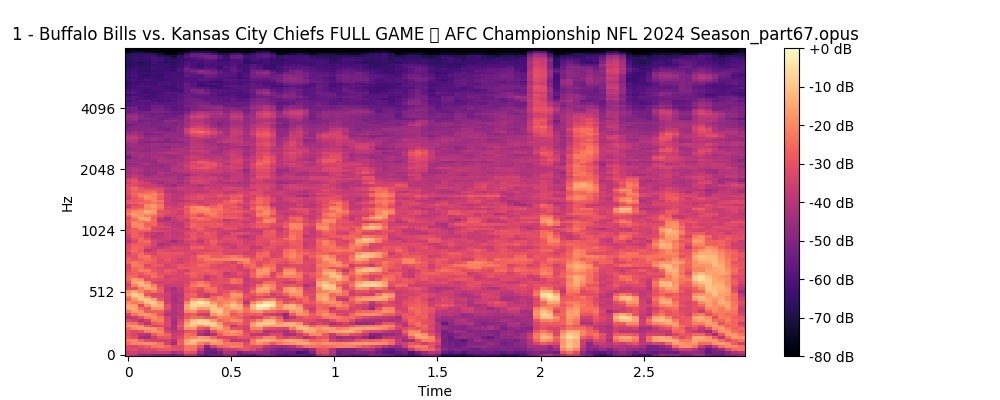 1 - Buffalo Bills vs. Kansas City Chiefs FULL GAME ▯ AFC Championship NFL 2024 Season_part67.opus
+0 dB
4096
-10 dB
-20 dB
2048
-30 dB
Hz
-40 dB
1024
-50 dB
512
-60 dB
-70 dB
0
-80 dB
0
0.5
1
1.5
2
2.5
Time